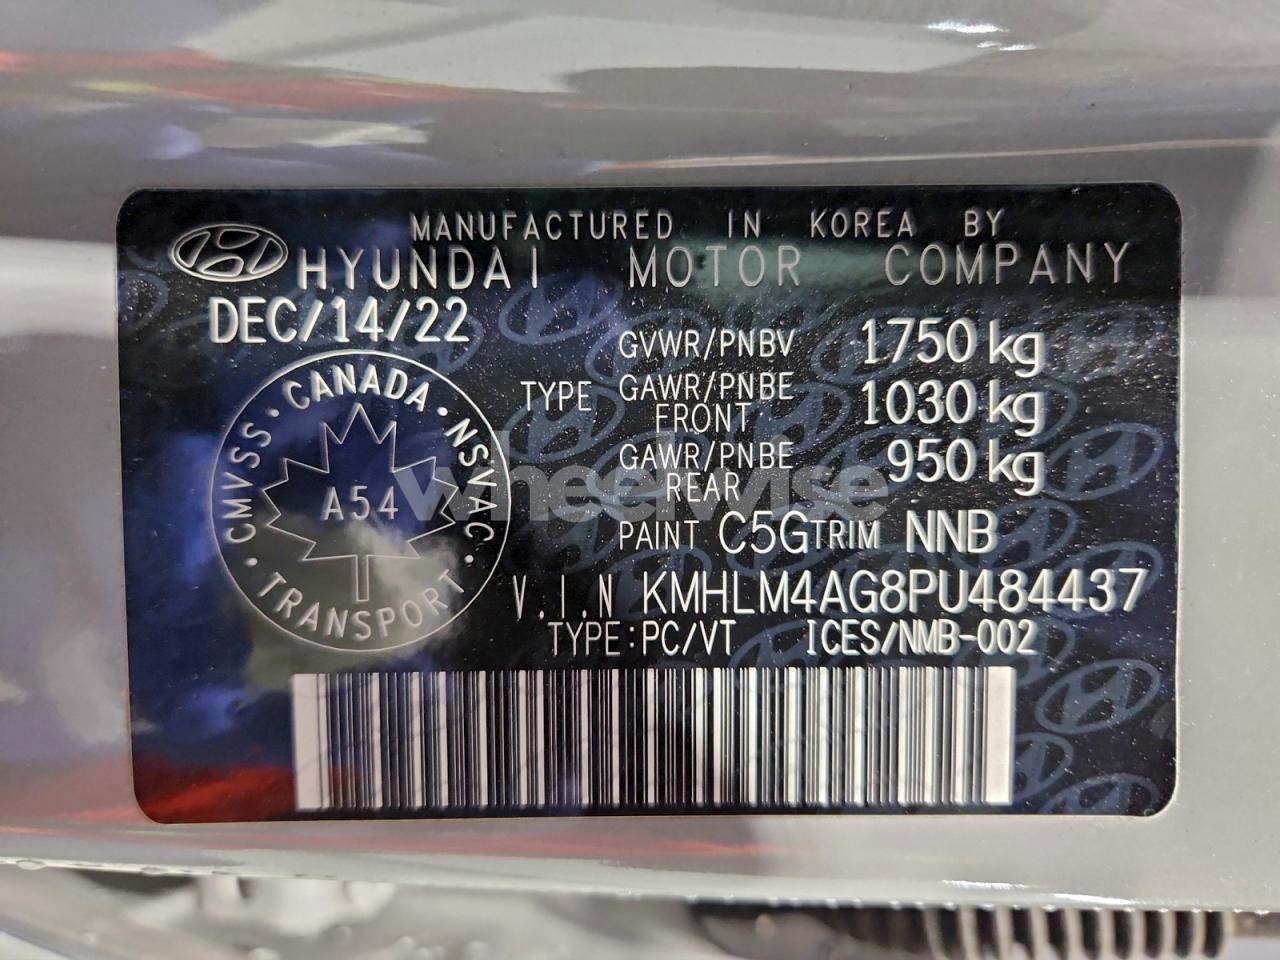 MANUFACTURED IN KOREA BY
HYUNDAI MOTOR COMPANY
DEC/14/22
GVWR/PNBV 1750 kg
TYPE GAWR/PNBE FRONT 1030 kg
GAWR/PNBE REAR 950 kg
PAINT C5G TRIM NNB
V.I.N KMHLM4AG8PU484437
TYPE:PC/VT ICES/NMB-002
CANADA · NSVAC · TRANSPORT · CMVSS ·
A54
wheelwise